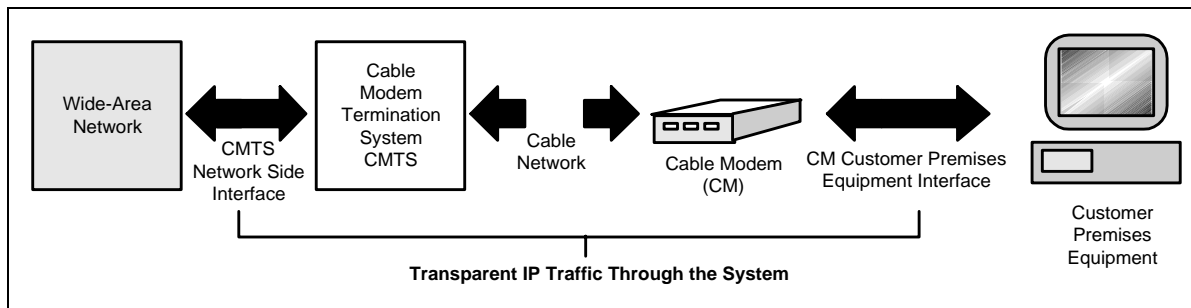 Wide-Area
Network
CMTS
Network Side
Interface
Cable
Modem
Termination
System
CMTS
Cable
Network
Cable Modem
(CM)
CM Customer Premises
Equipment Interface
Customer
Premises
Equipment
Transparent IP Traffic Through the System